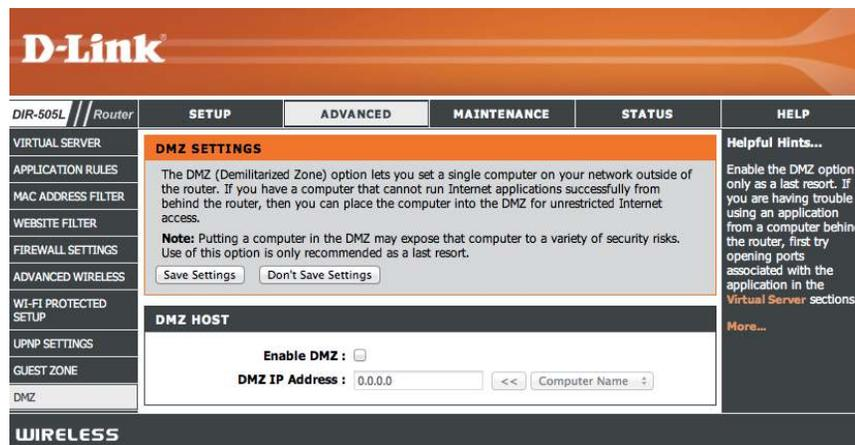 D-Link
DIR-505L // Router
SETUP
ADVANCED
MAINTENANCE
STATUS
HELP
VIRTUAL SERVER
APPLICATION RULES
MAC ADDRESS FILTER
WEBSITE FILTER
FIREWALL SETTINGS
ADVANCED WIRELESS
WI-FI PROTECTED
SETUP
UPNP SETTINGS
GUEST ZONE
DMZ
DMZ SETTINGS
The DMZ (Demilitarized Zone) option lets you set a single computer on your network outside of
the router. If you have a computer that cannot run Internet applications successfully from
behind the router, then you can place the computer into the DMZ for unrestricted Internet
access.
Note: Putting a computer in the DMZ may expose that computer to a variety of security risks.
Use of this option is only recommended as a last resort.
Save Settings
Don't Save Settings
DMZ HOST
Enable DMZ :
DMZ IP Address : 0.0.0.0 << Computer Name
Helpful Hints...
Enable the DMZ option
only as a last resort. If
you are having trouble
using an application
from a computer behin
the router, first try
opening ports
associated with the
application in the
Virtual Server sections
More...
WIRELESS